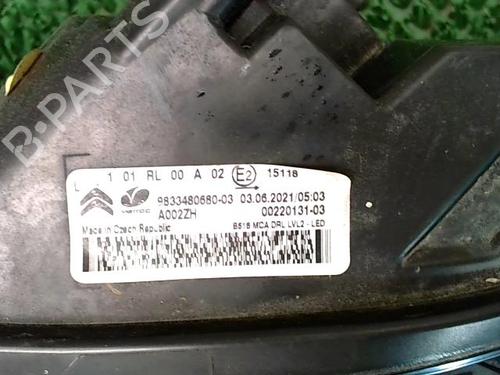 B-PARTS
L 1 01 RL 00 A 02 E2 15118
9833480680-03 03.06.2021/05:03
A002ZH 00220131-03
Made in Czech Republic B516 MCA DRL LVL2 - LED